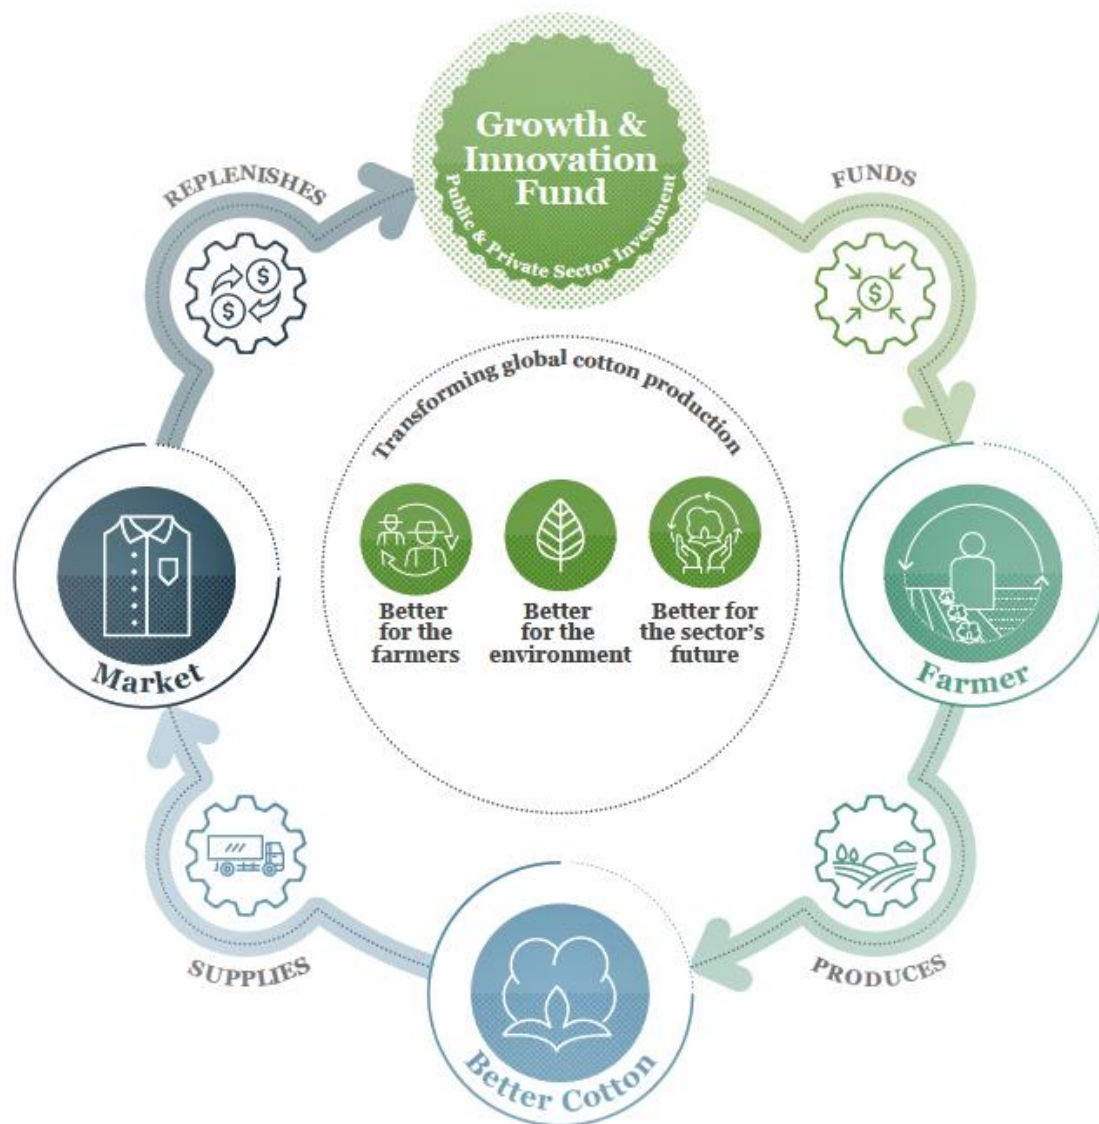 Growth &
Innovation
Fund
Public & Private Sector Investment
REPLENISHES
FUNDS
$
$
$
Transforming global cotton production
Better
for the
farmers
Better
for the
environment
Better for
the sector's
future
Market
Farmer
SUPPLIES
PRODUCES
Better Cotton